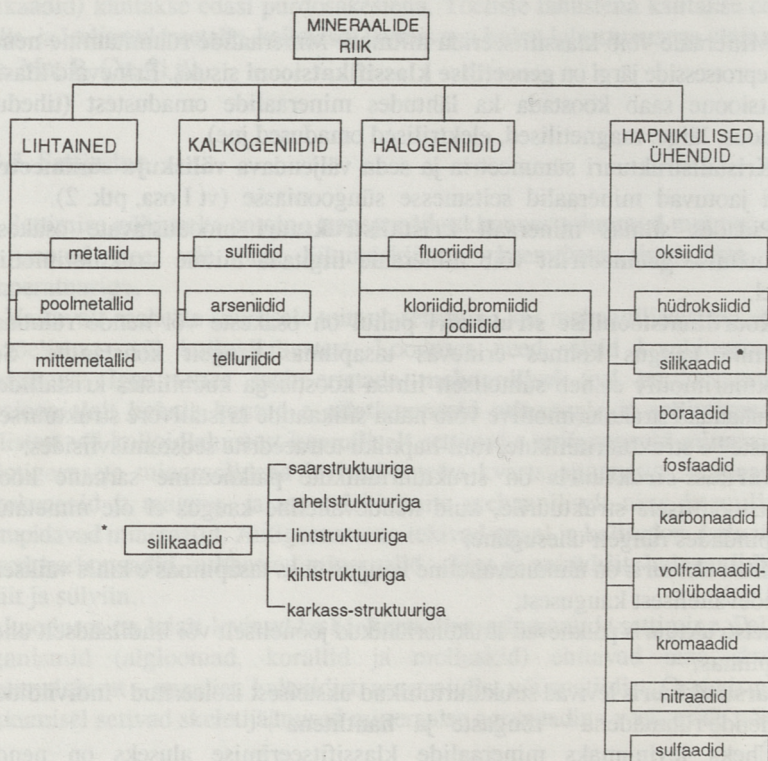 MINERAALIDE
RIIK
LIHTAINED
KALKOGENIIDID
HALOGENIIDID
HAPNIKULISED
ÜHENDID
metallid
poolmetallid
mittemetallid
sulfiidid
arseniidid
telluriidid
fluoriidid
kloriidid,bromiidid
jodiidid
oksiidid
hüdroksiidid
silikaadid *
boraadid
fosfaadid
karbonaadid
volframaadid-
molübdaadid
kromaadid
nitraadid
sulfaadid
* silikaadid
saarstruktuuriga
ahelstruktuuriga
lintstruktuuriga
kihtstruktuuriga
karkass-struktuuriga